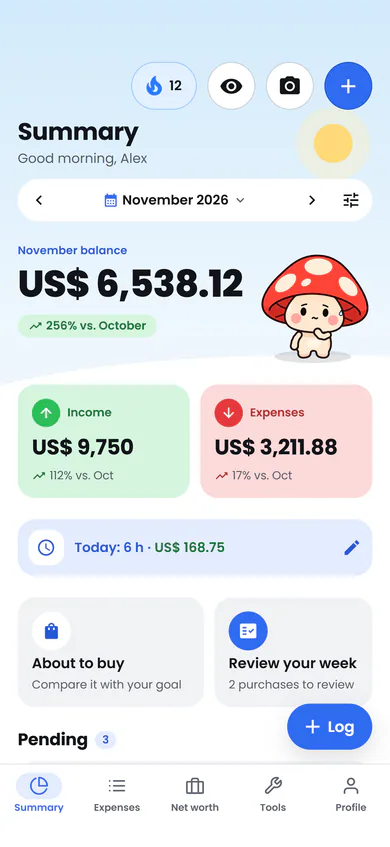 12
Summary
Good morning, Alex
November 2026
November balance
US$ 6,538.12
256% vs. October
Income
US$ 9,750
112% vs. Oct
Expenses
US$ 3,211.88
17% vs. Oct
Today: 6 h · US$ 168.75
About to buy
Compare it with your goal
Review your week
2 purchases to review
Log
Pending 3
Summary
Expenses
Net worth
Tools
Profile